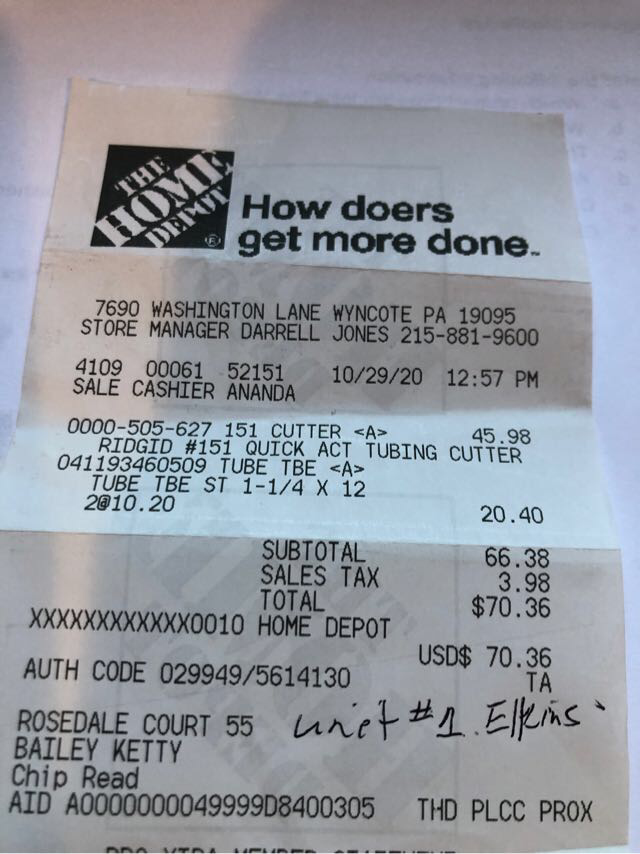 THE
HOME
DEPOT
®
How doers
get more done™
7690 WASHINGTON LANE WYNCOTE PA 19095
STORE MANAGER DARRELL JONES 215-881-9600
4109 00061 52151 10/29/20 12:57 PM
SALE CASHIER ANANDA
0000-505-627 151 CUTTER <A> 45.98
RIDGID #151 QUICK ACT TUBING CUTTER
041193460509 TUBE TBE <A>
TUBE TBE ST 1-1/4 X 12
2@10.20 20.40
SUBTOTAL 66.38
SALES TAX 3.98
TOTAL $70.36
XXXXXXXXXXXX0010 HOME DEPOT
USD$ 70.36
AUTH CODE 029949/5614130 TA
ROSEDALE COURT 55 unit #1. Elkins
BAILEY KETTY
Chip Read
AID A0000000049999D8400305 THD PLCC PROX